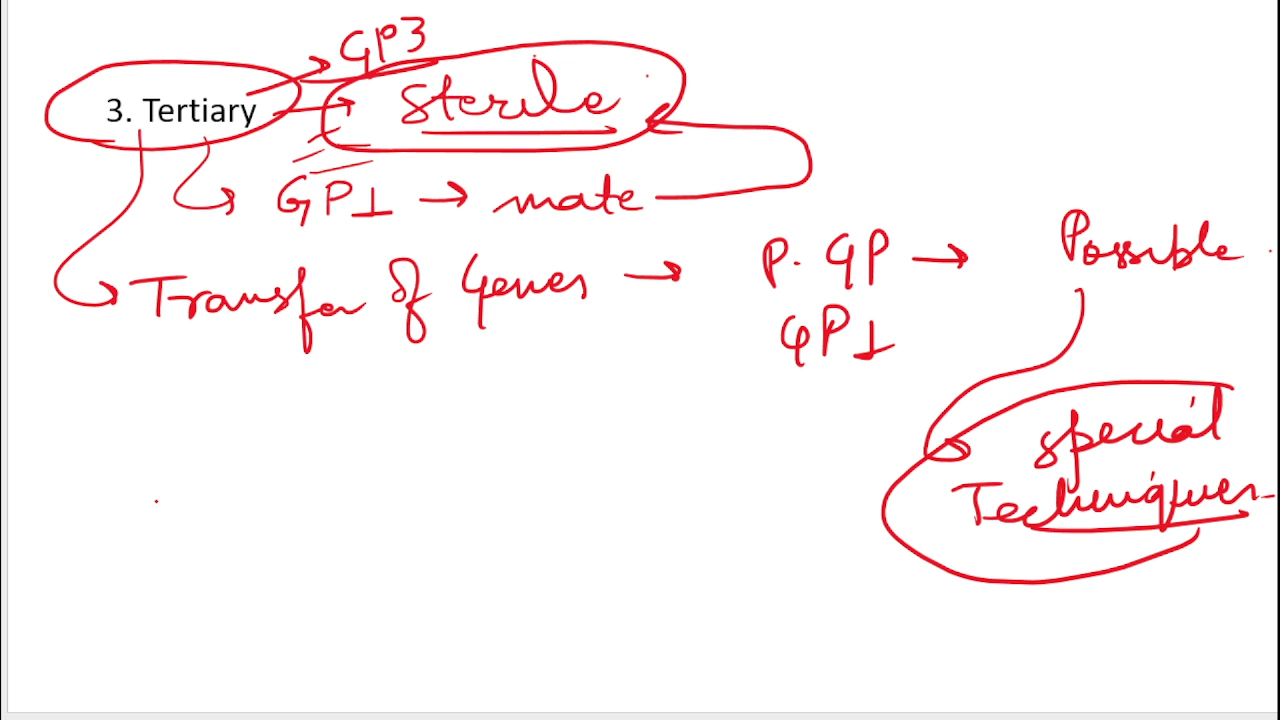 GP3
3. Tertiary → Sterile
GP1 → mate
Transfer of Genes → P. GP → Possible
GP1
special
Techniques